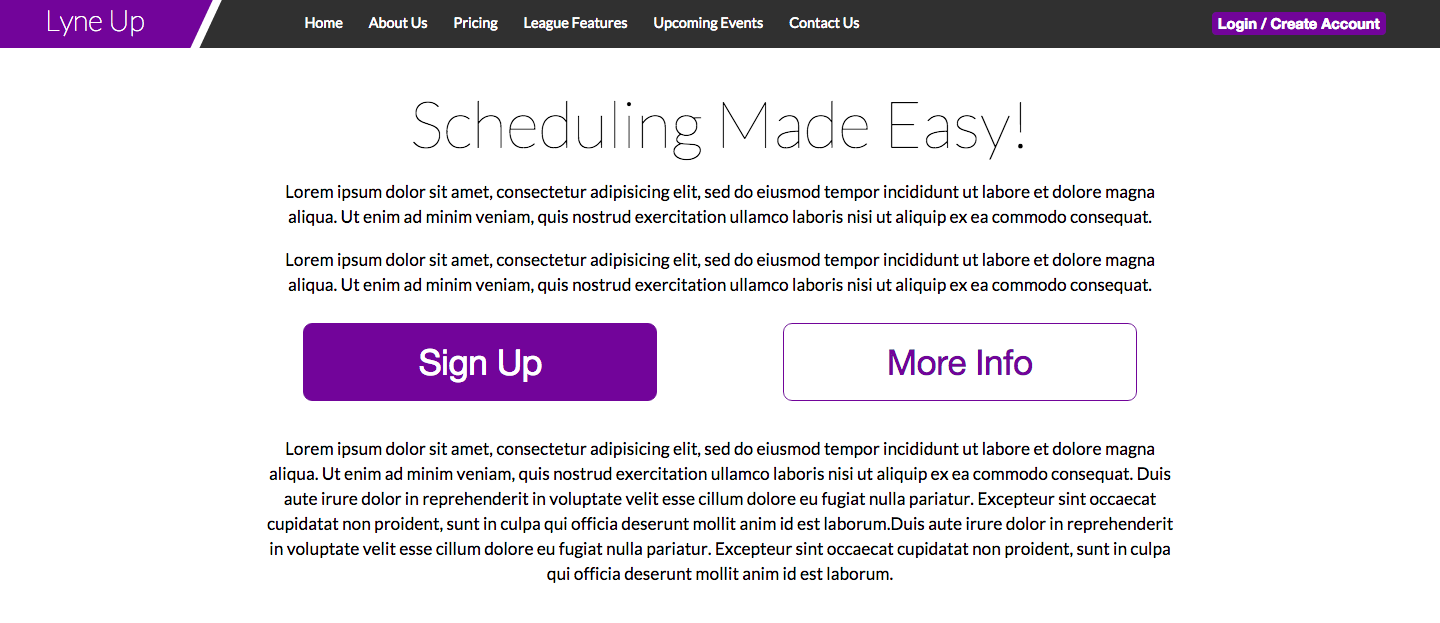 Lyne Up
Home About Us Pricing League Features Upcoming Events Contact Us
Login / Create Account
Scheduling Made Easy!
Lorem ipsum dolor sit amet, consectetur adipisicing elit, sed do eiusmod tempor incididunt ut labore et dolore magna
aliqua. Ut enim ad minim veniam, quis nostrud exercitation ullamco laboris nisi ut aliquip ex ea commodo consequat.
Lorem ipsum dolor sit amet, consectetur adipisicing elit, sed do eiusmod tempor incididunt ut labore et dolore magna
aliqua. Ut enim ad minim veniam, quis nostrud exercitation ullamco laboris nisi ut aliquip ex ea commodo consequat.
Sign Up
More Info
Lorem ipsum dolor sit amet, consectetur adipisicing elit, sed do eiusmod tempor incididunt ut labore et dolore magna
aliqua. Ut enim ad minim veniam, quis nostrud exercitation ullamco laboris nisi ut aliquip ex ea commodo consequat. Duis
aute irure dolor in reprehenderit in voluptate velit esse cillum dolore eu fugiat nulla pariatur. Excepteur sint occaecat
cupidatat non proident, sunt in culpa qui officia deserunt mollit anim id est laborum.Duis aute irure dolor in reprehenderit
in voluptate velit esse cillum dolore eu fugiat nulla pariatur. Excepteur sint occaecat cupidatat non proident, sunt in culpa
qui officia deserunt mollit anim id est laborum.